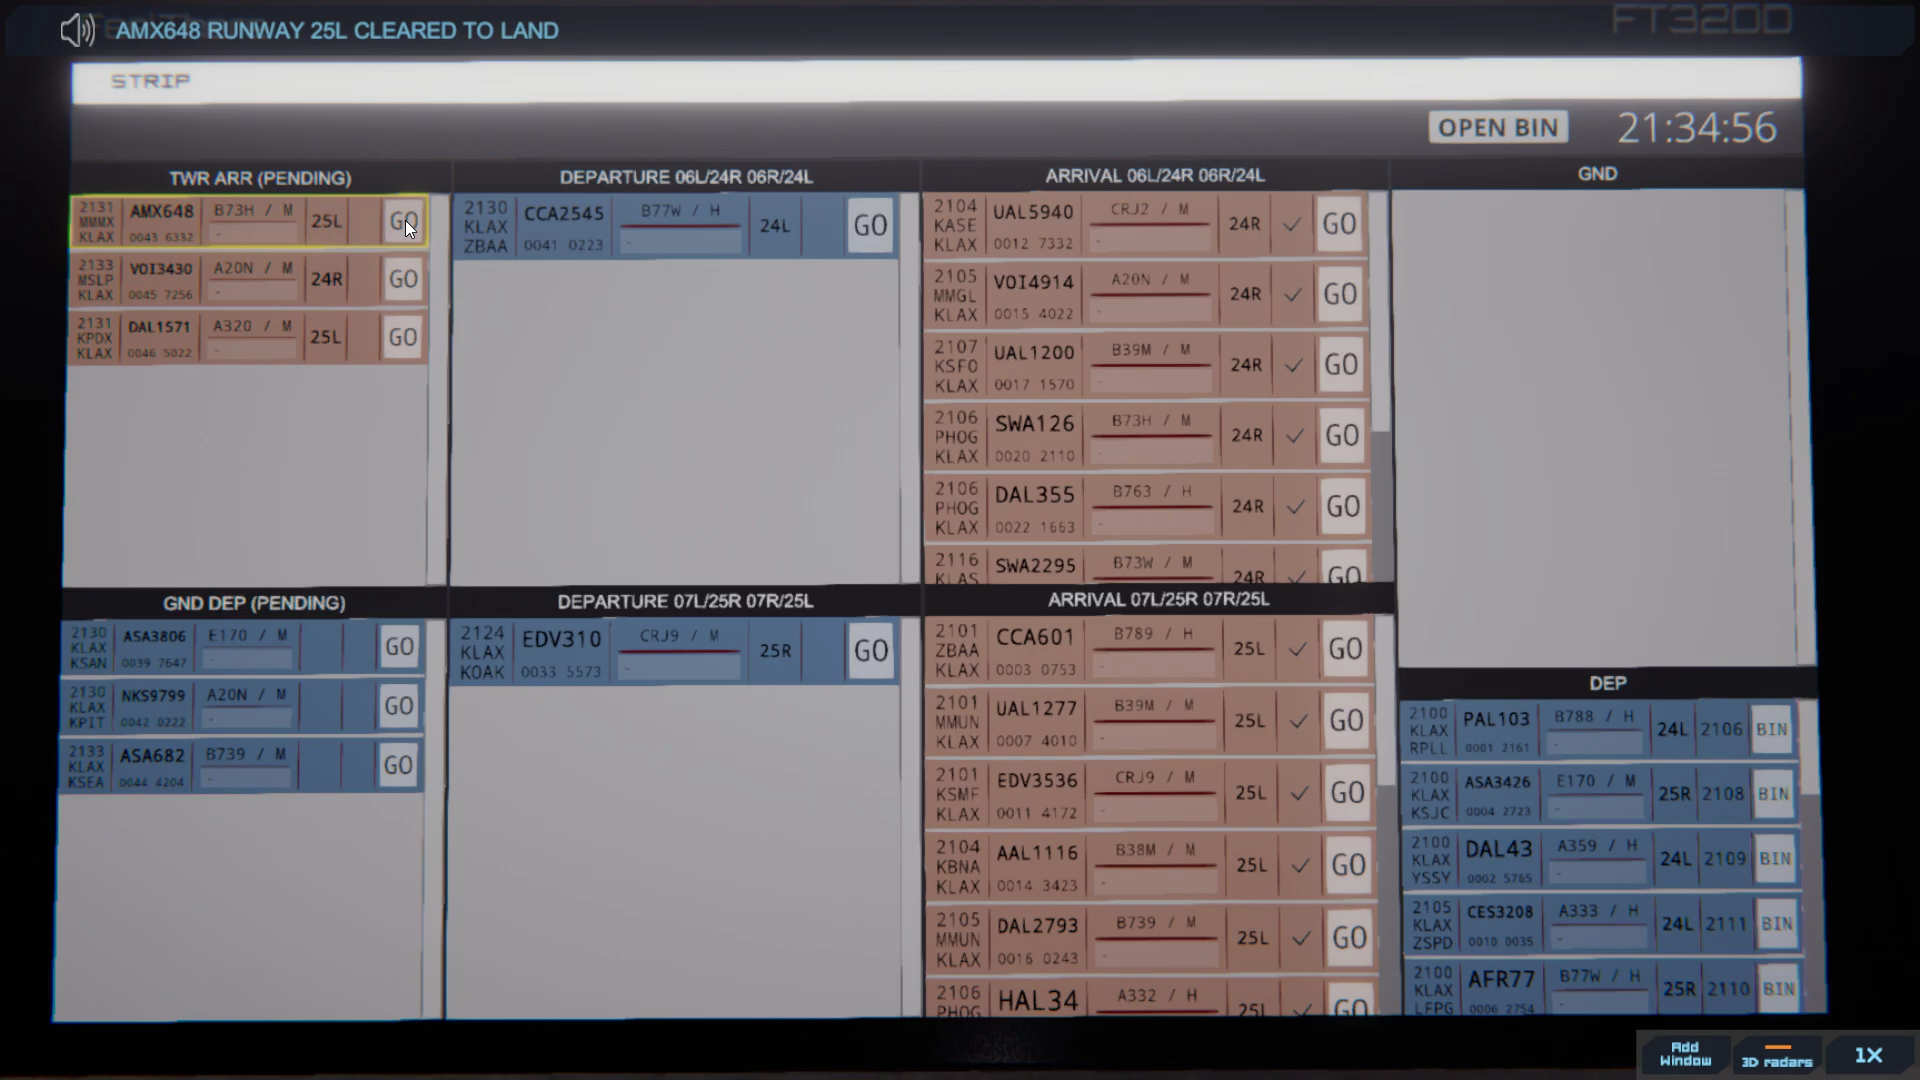 AMX648 RUNWAY 25L CLEARED TO LAND
FT320D
STRIP
OPEN BIN
21:34:56
TWR ARR (PENDING)
2131 MMMX KLAX AMX648 0043 6332 B73H / M - 25L GO
2133 MSLP KLAX VOI3430 0045 7256 A20N / M - 24R GO
2131 KPDX KLAX DAL1571 0046 5022 A320 / M - 25L GO
DEPARTURE 06L/24R 06R/24L
2130 KLAX ZBAA CCA2545 0041 0223 B77W / H - 24L GO
ARRIVAL 06L/24R 06R/24L
2104 KASE KLAX UAL5940 0012 7332 CRJ2 / M - 24R ✓ GO
2105 MMGL KLAX VOI4914 0015 4022 A20N / M - 24R ✓ GO
2107 KSFO KLAX UAL1200 0017 1570 B39M / M - 24R ✓ GO
2106 PHOG KLAX SWA126 0020 2110 B73H / M - 24R ✓ GO
2106 PHOG KLAX DAL355 0022 1663 B763 / H - 24R ✓ GO
2116 KLAS SWA2295 B73W / M 24R GO
GND
GND DEP (PENDING)
2130 KLAX KSAN ASA3806 0039 7647 E170 / M - GO
2130 KLAX KPIT NKS9799 0042 0222 A20N / M - GO
2133 KLAX KSEA ASA682 0044 4204 B739 / M - GO
DEPARTURE 07L/25R 07R/25L
2124 KLAX KOAK EDV310 0033 5573 CRJ9 / M - 25R GO
ARRIVAL 07L/25R 07R/25L
2101 ZBAA KLAX CCA601 0003 0753 B789 / H - 25L ✓ GO
2101 MMUN KLAX UAL1277 0007 4010 B39M / M - 25L ✓ GO
2101 KSMF KLAX EDV3536 0011 4172 CRJ9 / M - 25L ✓ GO
2104 KBNA KLAX AAL1116 0014 3423 B38M / M - 25L ✓ GO
2105 MMUN KLAX DAL2793 0016 0243 B739 / M - 25L ✓ GO
2106 PHOG HAL34 A332 / H 25L GO
DEP
2100 KLAX RPLL PAL103 0001 2161 B788 / H - 24L 2106 BIN
2100 KLAX KSJC ASA3426 0004 2723 E170 / M - 25R 2108 BIN
2100 KLAX YSSY DAL43 0002 5765 A359 / H - 24L 2109 BIN
2105 KLAX ZSPD CES3208 0010 0035 A333 / H - 24L 2111 BIN
2100 KLAX LFPG AFR77 0006 2754 B77W / H - 25R 2110 BIN
Add Window
3D radars
1X